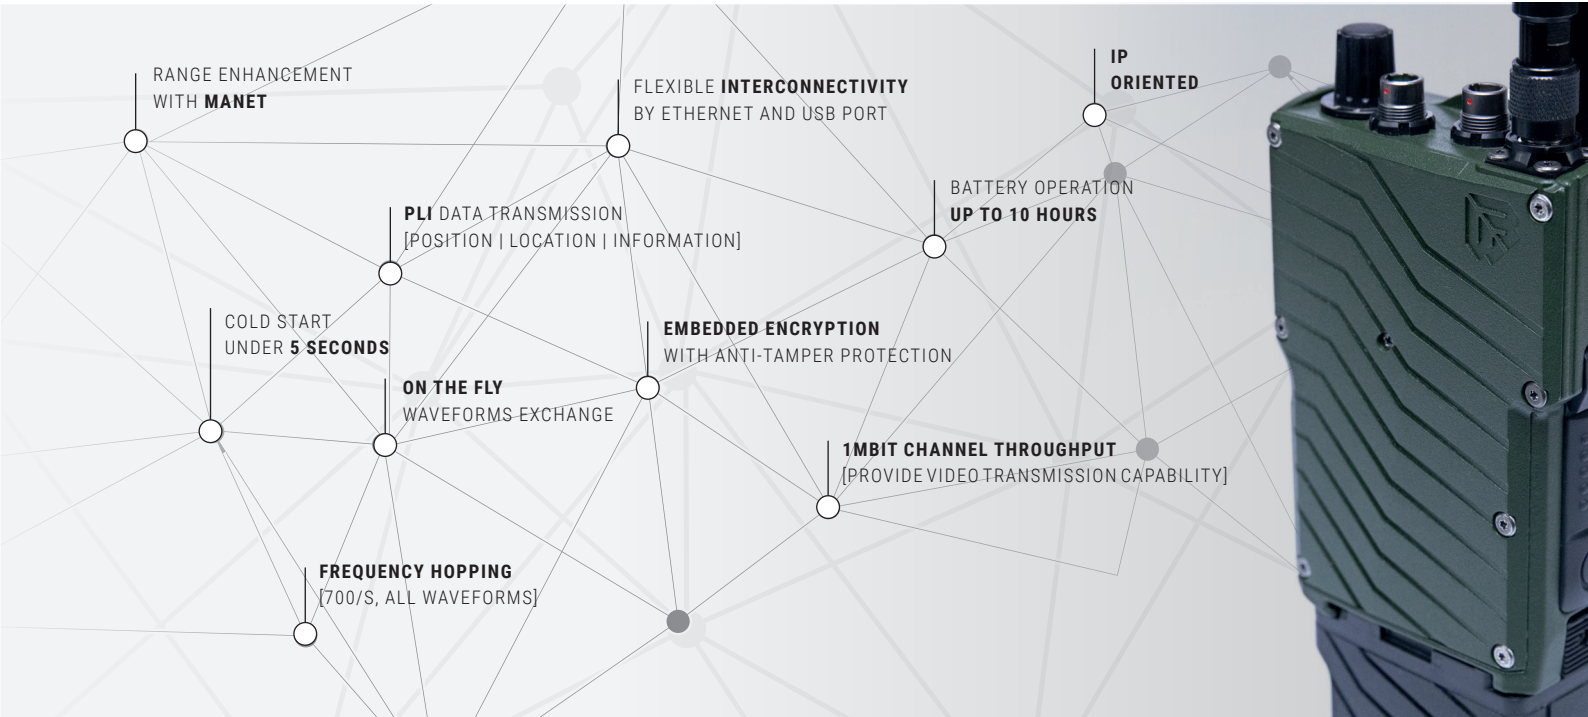 RANGE ENHANCEMENT
WITH MANET
FLEXIBLE INTERCONNECTIVITY
BY ETHERNET AND USB PORT
IP
ORIENTED
BATTERY OPERATION
UP TO 10 HOURS
PLI DATA TRANSMISSION
[POSITION | LOCATION | INFORMATION]
COLD START
UNDER 5 SECONDS
EMBEDDED ENCRYPTION
WITH ANTI-TAMPER PROTECTION
ON THE FLY
WAVEFORMS EXCHANGE
1MBIT CHANNEL THROUGHPUT
[PROVIDE VIDEO TRANSMISSION CAPABILITY]
FREQUENCY HOPPING
[700/S, ALL WAVEFORMS]